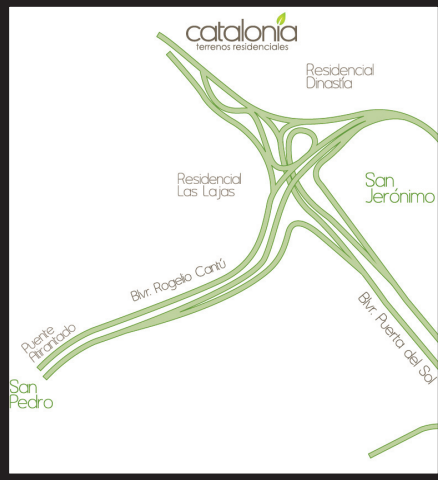 catalonia
terrenos residenciales
Residencial
Dinastía
Residencial
Las Lajas
San
Jerónimo
Blvr. Rogelio Cantú
Puente
Atirantado
Blvr. Puerta del Sol
San
Pedro